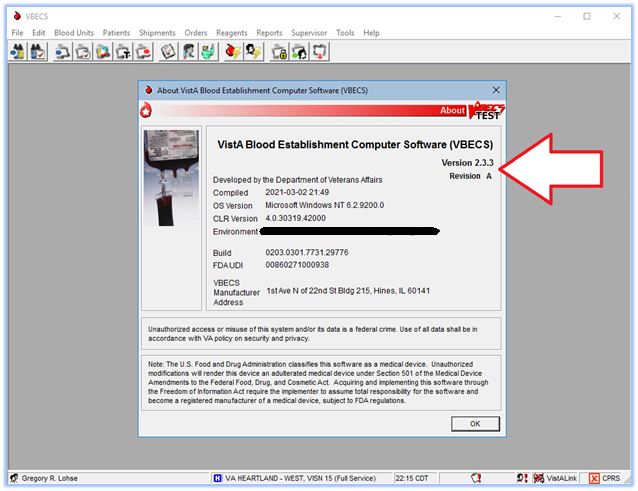 VBECS
File Edit Blood Units Patients Shipments Orders Reagents Reports Supervisor Tools Help
About VistA Blood Establishment Computer Software (VBECS)
About
VBECS
TEST
VistA Blood Establishment Computer Software (VBECS)
Version 2.3.3
Revision A
Developed by the Department of Veterans Affairs
Compiled 2021-03-02 21:49
OS Version Microsoft Windows NT 6.2.9200.0
CLR Version 4.0.30319.42000
Environment
Build 0203.0301.7731.29776
FDA UDI 00860271000938
VBECS
Manufacturer 1st Ave N of 22nd St Bldg 215, Hines, IL 60141
Address
Unauthorized access or misuse of this system and/or its data is a federal crime. Use of all data shall be
in accordance with VA policy on security and privacy.
Note: The U.S. Food and Drug Administration classifies this software as a medical device. Unauthorized
modifications will render this device an adulterated medical device under Section 501 of the Medical Device
Amendments to the Federal Food, Drug, and Cosmetic Act. Acquiring and implementing this software through
the Freedom of Information Act require the implementer to assume total responsibility for the software and
become a registered manufacturer of a medical device, subject to FDA regulations.
OK
Gregory R. Lohse VA HEARTLAND - WEST, VISN 15 (Full Service) 22:15 CDT VistALink CPRS